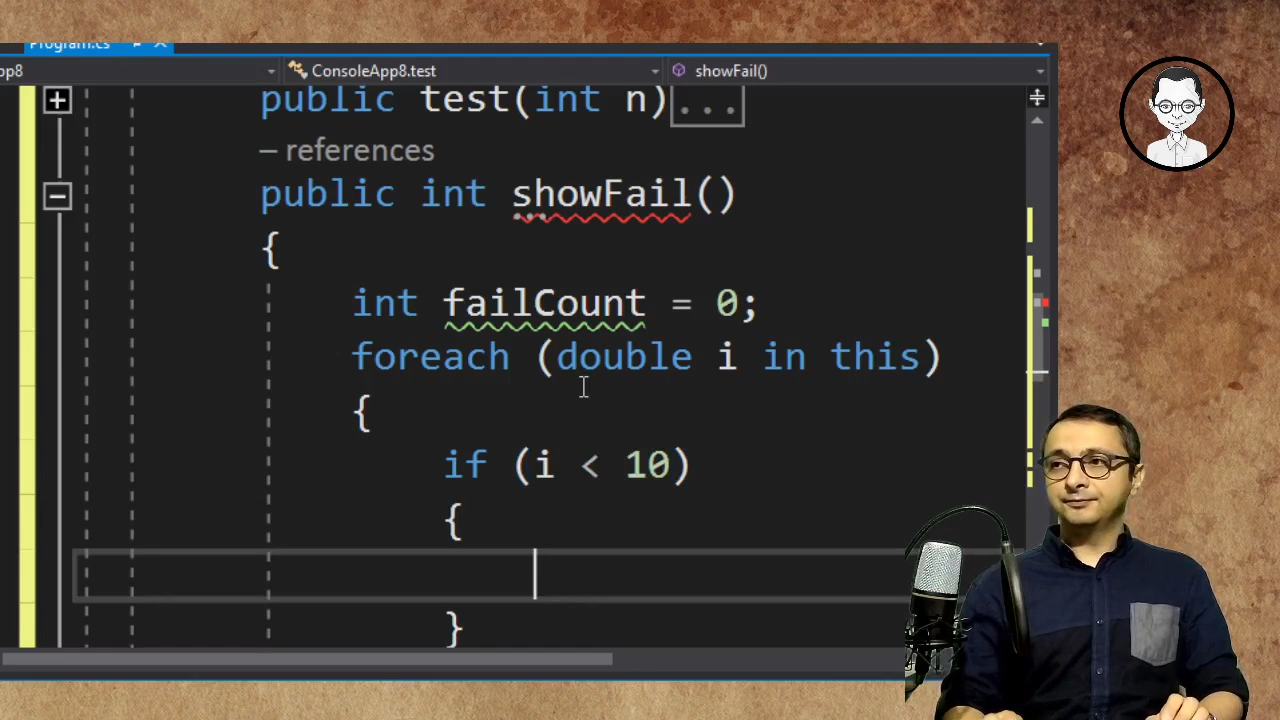 Program.cs
pp8
ConsoleApp8.test
showFail()
public test(int n)...
– references
public int showFail()
{
int failCount = 0;
foreach (double i in this)
{
if (i < 10)
{
}